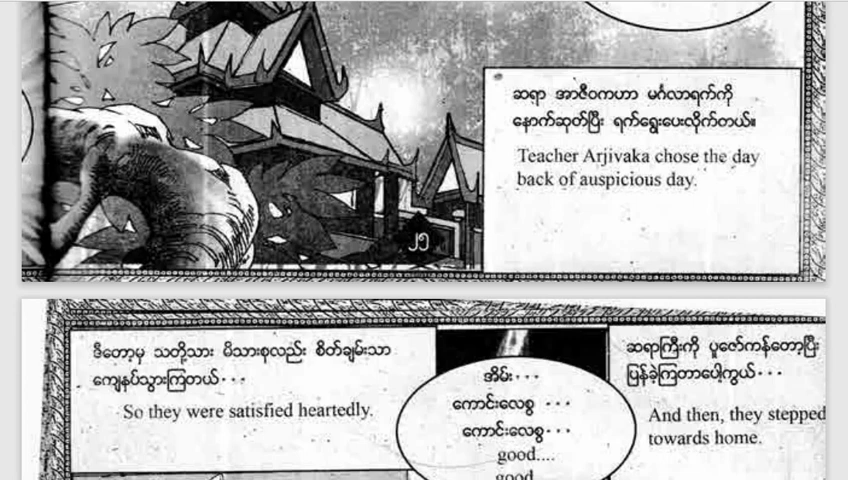 ဆရာ အာဇီဝကဟာ မင်္ဂလာရက်ကို
နောက်ဆုတ်ပြီး ရက်ရွေးပေးလိုက်တယ်။
Teacher Arjivaka chose the day
back of auspicious day.
၂၅
ဒီတော့မှ သတို့သား မိသားစုလည်း စိတ်ချမ်းသာ
ကျေနပ်သွားကြတယ်...
So they were satisfied heartedly.
အိမ်း...
ကောင်းလေစွ ...
ကောင်းလေစွ...
good....
good
ဆရာကြီးကို ပူဇော်ကန်တော့ပြီး
ပြန်ခဲ့ကြတာပေါ့ကွယ်...
And then, they stepped
towards home.